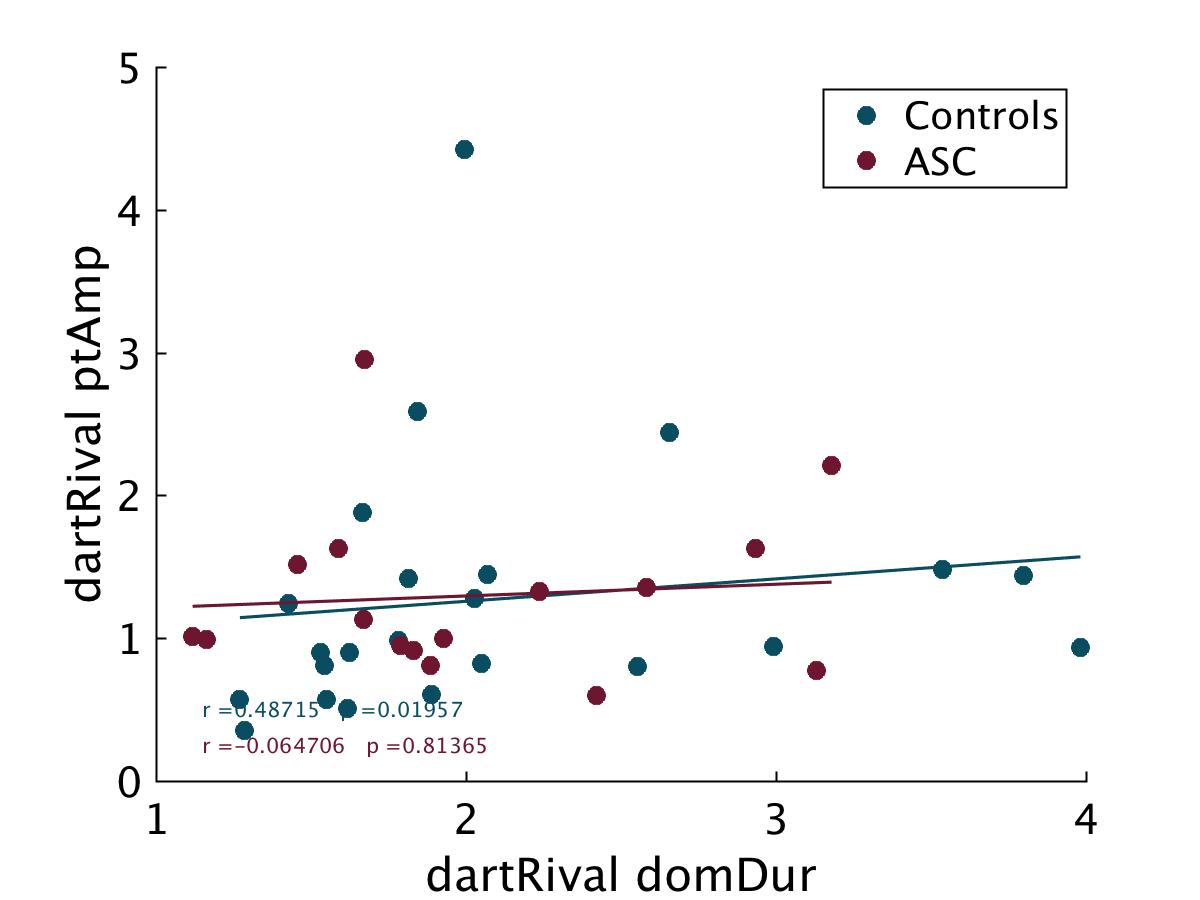 5
4
3
2
1
0
dartRival ptAmp
Controls
ASC
r =0.48715 p =0.01957
r =-0.064706 p =0.81365
1 2 3 4
dartRival domDur